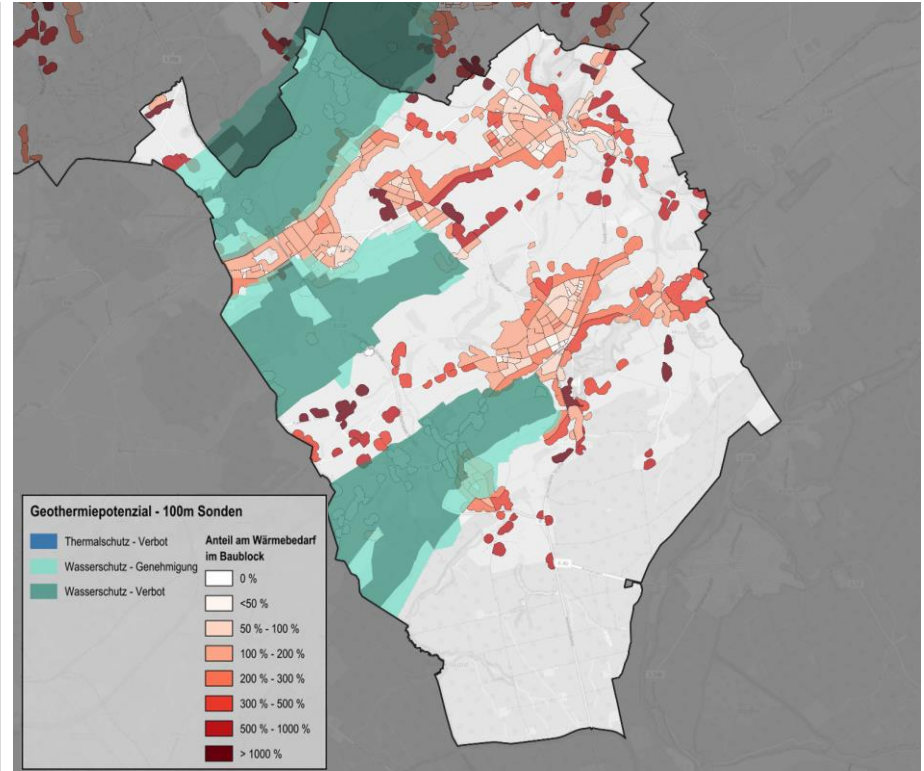 Geothermiepotenzial - 100m Sonden
Thermalschutz - Verbot
Wasserschutz - Genehmigung
Wasserschutz - Verbot
Anteil am Wärmebedarf
im Baublock
0 %
<50 %
50 % - 100 %
100 % - 200 %
200 % - 300 %
300 % - 500 %
500 % - 1000 %
> 1000 %